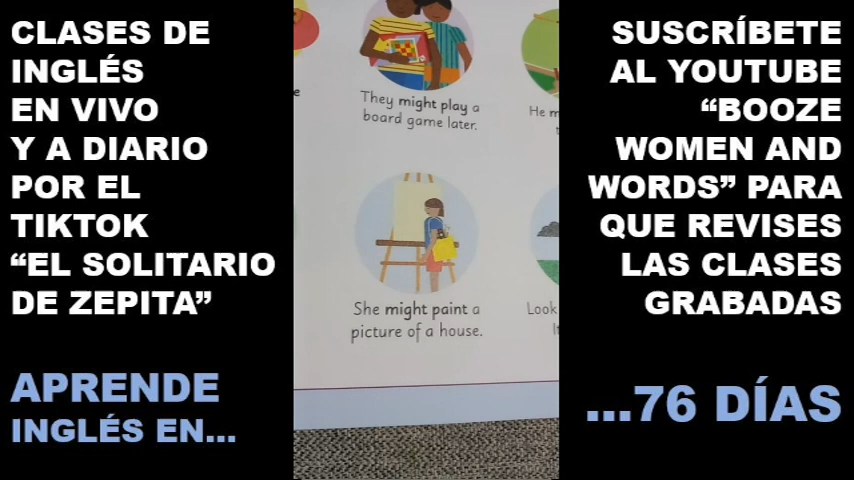 CLASES DE
INGLÉS
EN VIVO
Y A DIARIO
POR EL
TIKTOK
“EL SOLITARIO
DE ZEPITA”
APRENDE
INGLÉS EN...
e
They might play a
board game later.
He m
t
She might paint a
picture of a house.
Look
I
SUSCRÍBETE
AL YOUTUBE
“BOOZE
WOMEN AND
WORDS” PARA
QUE REVISES
LAS CLASES
GRABADAS
...76 DÍAS